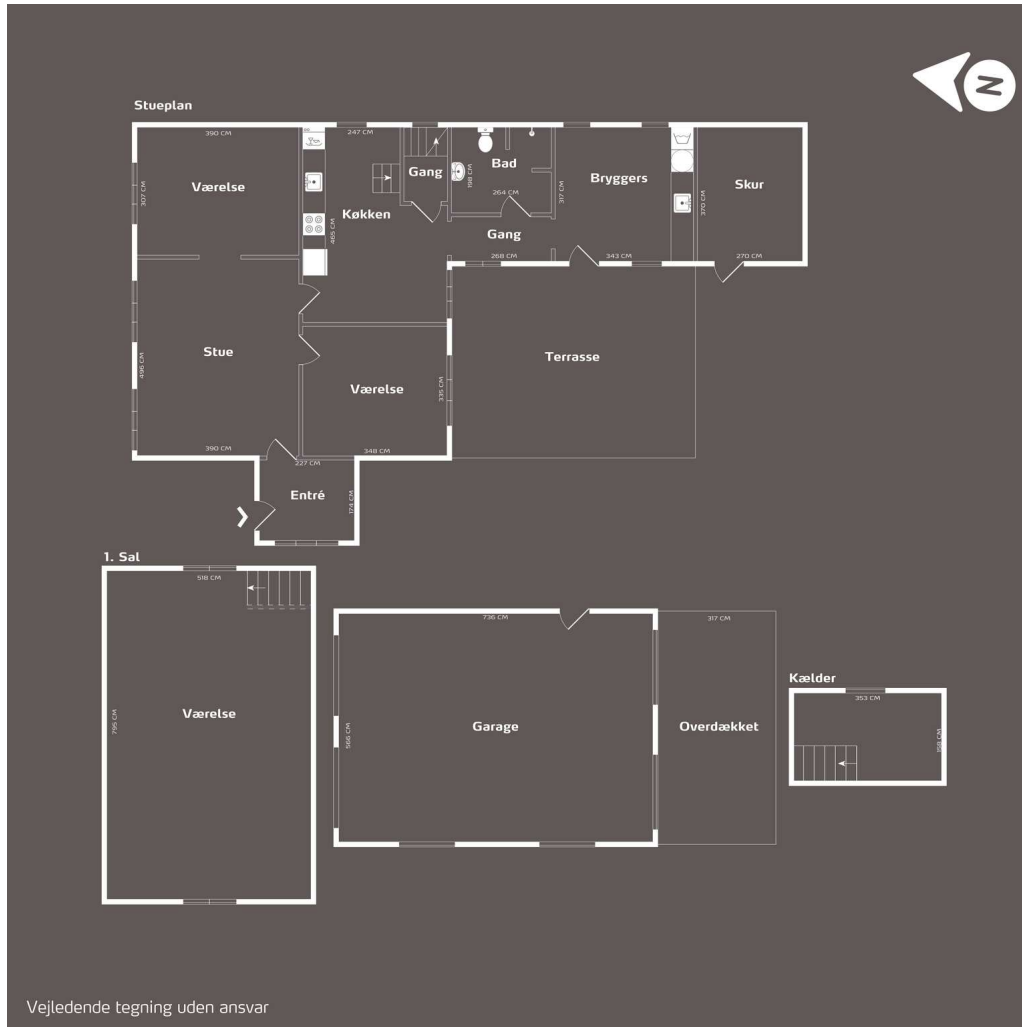 N
Stueplan
390 CM
247 CM
Værelse
307 CM
Gang
Bad
198 CM
264 CM
Køkken
465 CM
Gang
268 CM
317 CM
Bryggers
343 CM
370 CM
Skur
270 CM
Stue
496 CM
390 CM
Værelse
335 CM
348 CM
Terrasse
227 CM
Entré
174 CM
1. Sal
518 CM
Værelse
795 CM
736 CM
Garage
566 CM
317 CM
Overdækket
Kælder
353 CM
Vejledende tegning uden ansvar